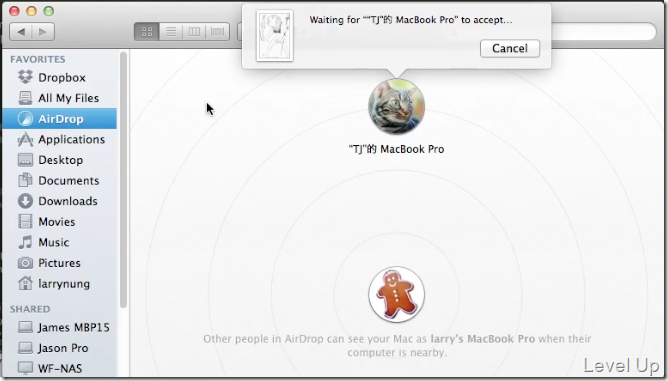 Waiting for ““TJ”的 MacBook Pro” to accept...
Cancel
FAVORITES
Dropbox
All My Files
AirDrop
Applications
Desktop
Documents
Downloads
Movies
Music
Pictures
larrynung
SHARED
James MBP15
Jason Pro
WF-NAS
“TJ”的 MacBook Pro
Other people in AirDrop can see your Mac as larry's MacBook Pro when their
computer is nearby.
Level Up